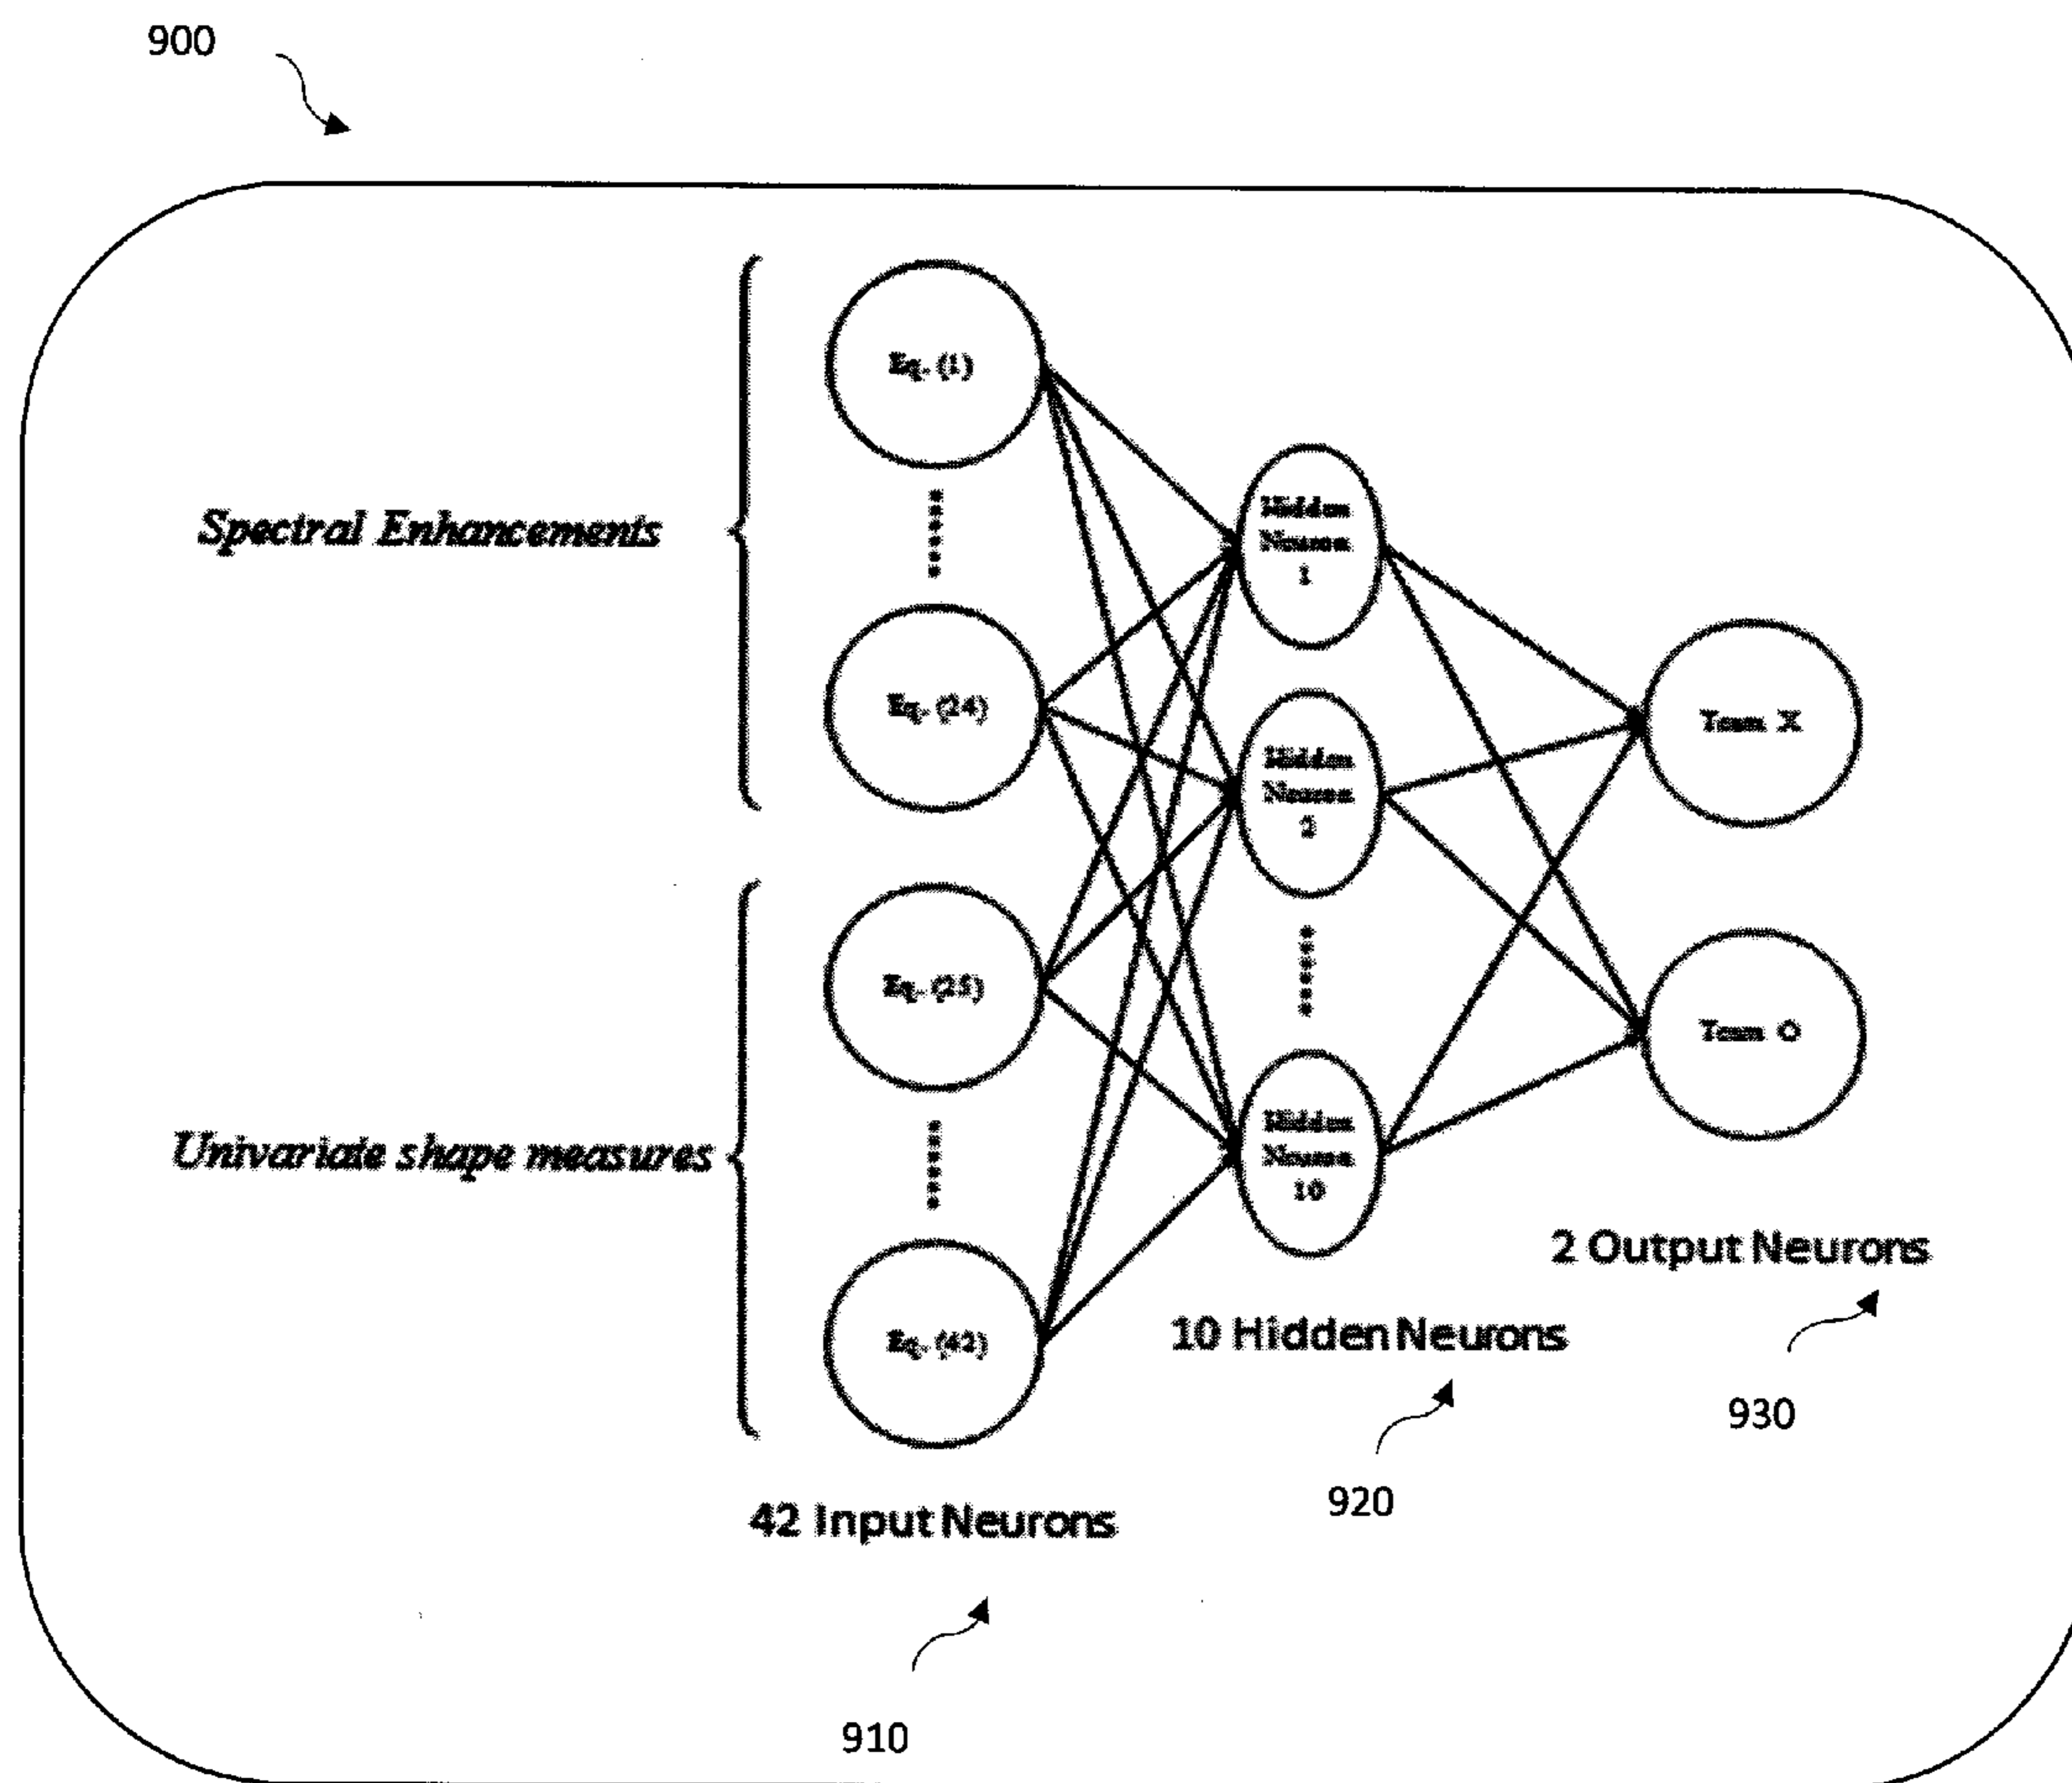 900
Eq. (1)
Spectral Enhancements
Hidden
Neuron
1
Eq. (24)
Team X
Hidden
Neuron
2
Eq. (25)
Team O
Univariate shape measures
Hidden
Neuron
10
2 Output Neurons
Eq. (42)
10 Hidden Neurons
930
920
42 Input Neurons
910